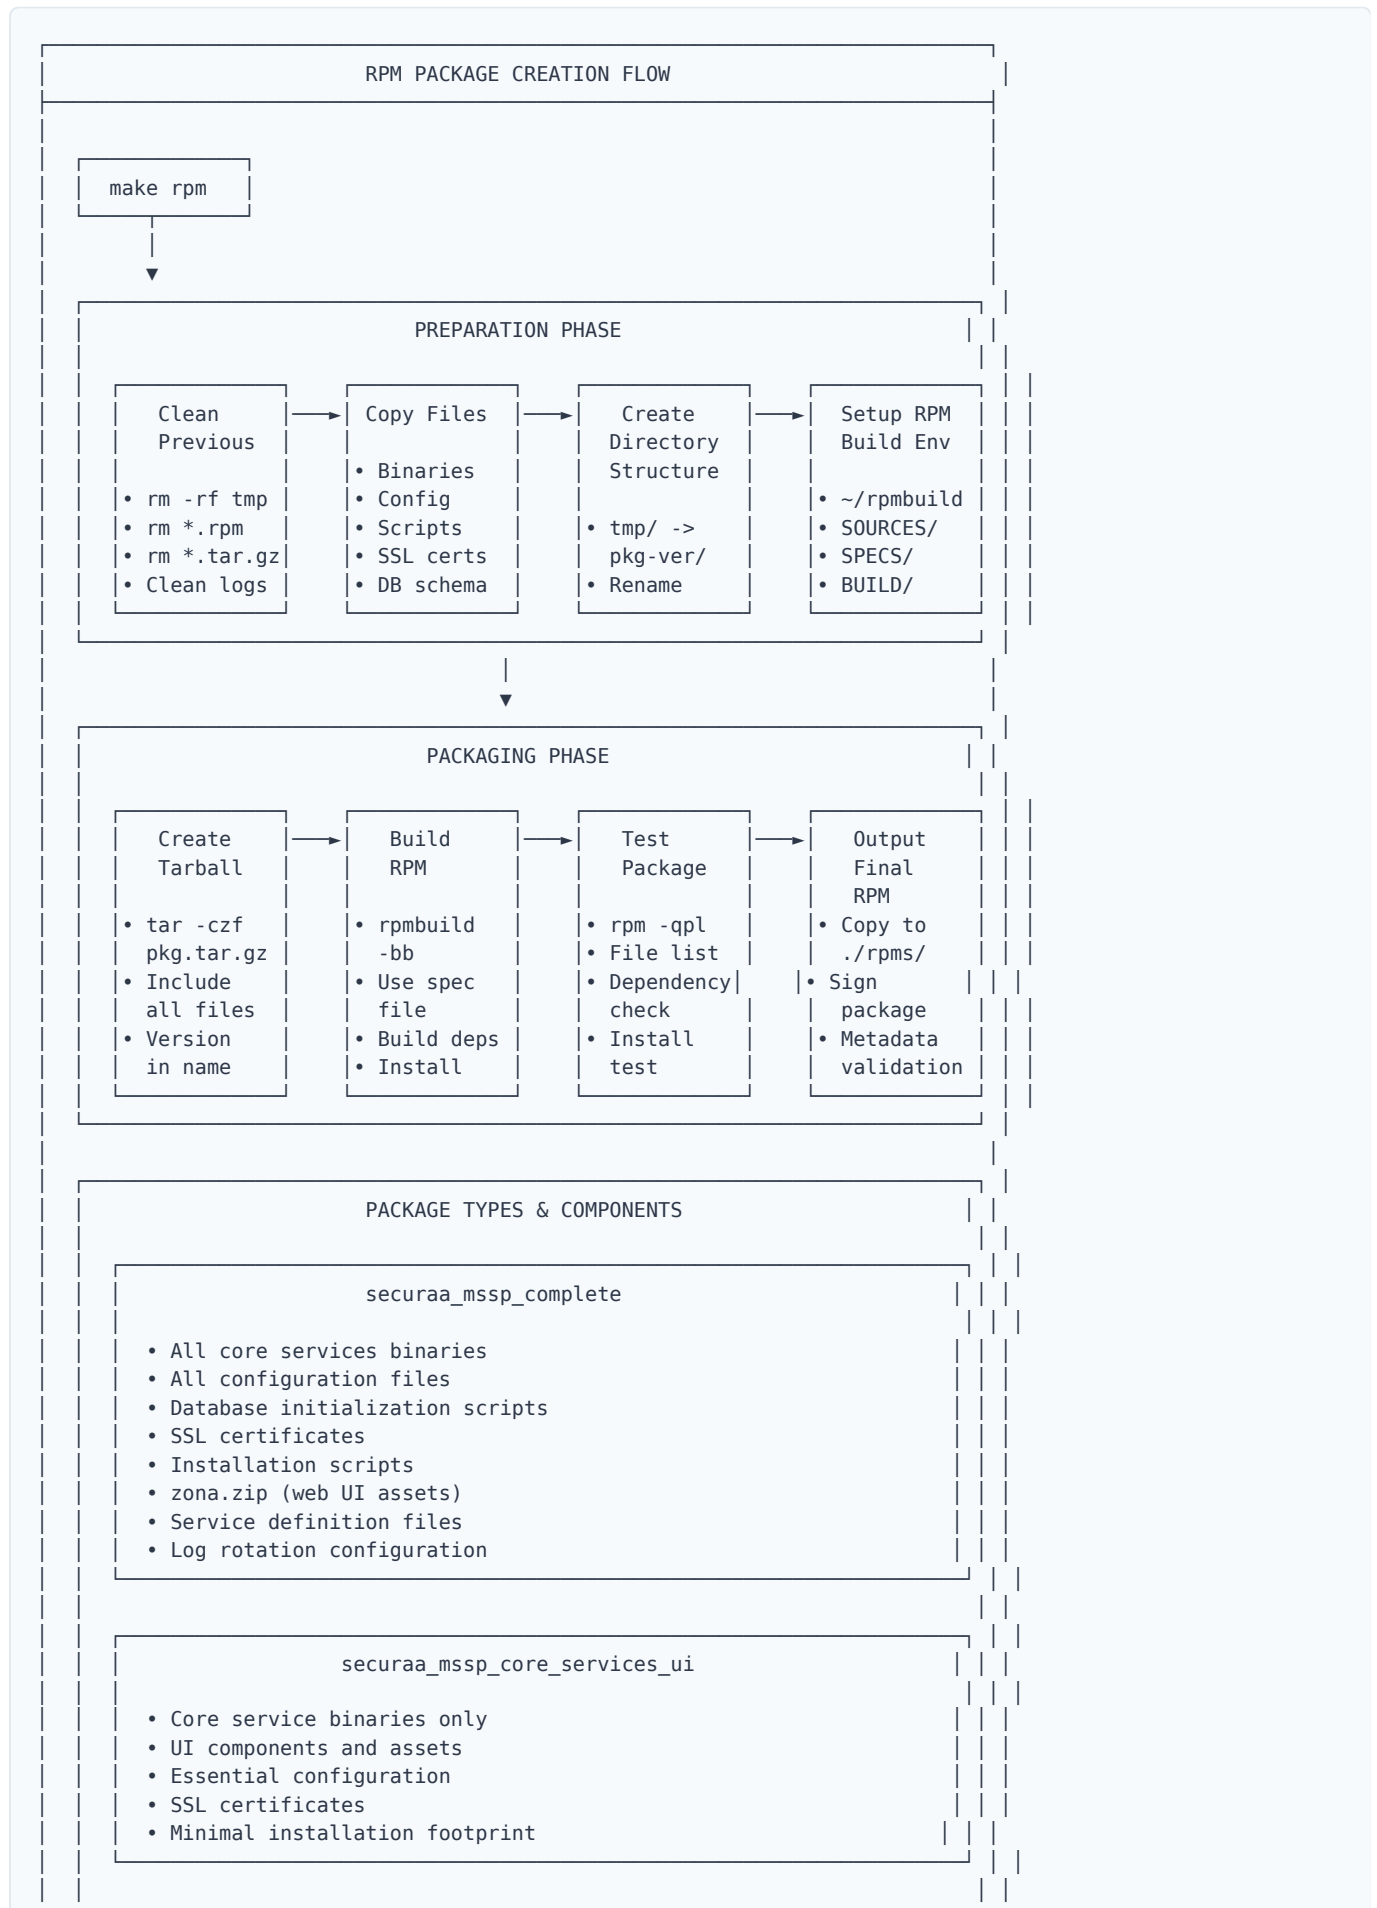 RPM PACKAGE CREATION FLOW
make rpm
▼
PREPARATION PHASE
Clean ► Copy Files ► Create ► Setup RPM
Previous Directory Build Env
• Binaries Structure
• rm -rf tmp • Config • ~/rpmbuild
• rm *.rpm • Scripts • tmp/ -> • SOURCES/
• rm *.tar.gz • SSL certs pkg-ver/ • SPECS/
• Clean logs • DB schema • Rename • BUILD/
▼
PACKAGING PHASE
Create ► Build ► Test ► Output
Tarball RPM Package Final
RPM
• tar -czf • rpmbuild • rpm -qpl • Copy to
pkg.tar.gz -bb • File list ./rpms/
• Include • Use spec • Dependency • Sign
all files file check package
• Version • Build deps • Install • Metadata
in name • Install test validation
PACKAGE TYPES & COMPONENTS
securaa_mssp_complete
• All core services binaries
• All configuration files
• Database initialization scripts
• SSL certificates
• Installation scripts
• zona.zip (web UI assets)
• Service definition files
• Log rotation configuration
securaa_mssp_core_services_ui
• Core service binaries only
• UI components and assets
• Essential configuration
• SSL certificates
• Minimal installation footprint